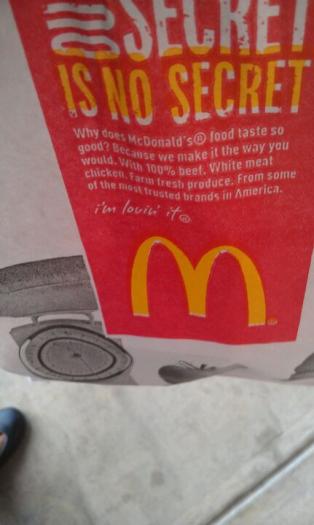 SECRET
IS NO SECRET
Why does McDonald's® food taste so
good? Because we make it the way you
would. With 100% beef. White meat
chicken. Farm fresh produce. From some
of the most trusted brands in America.
i'm lovin' it®
M®